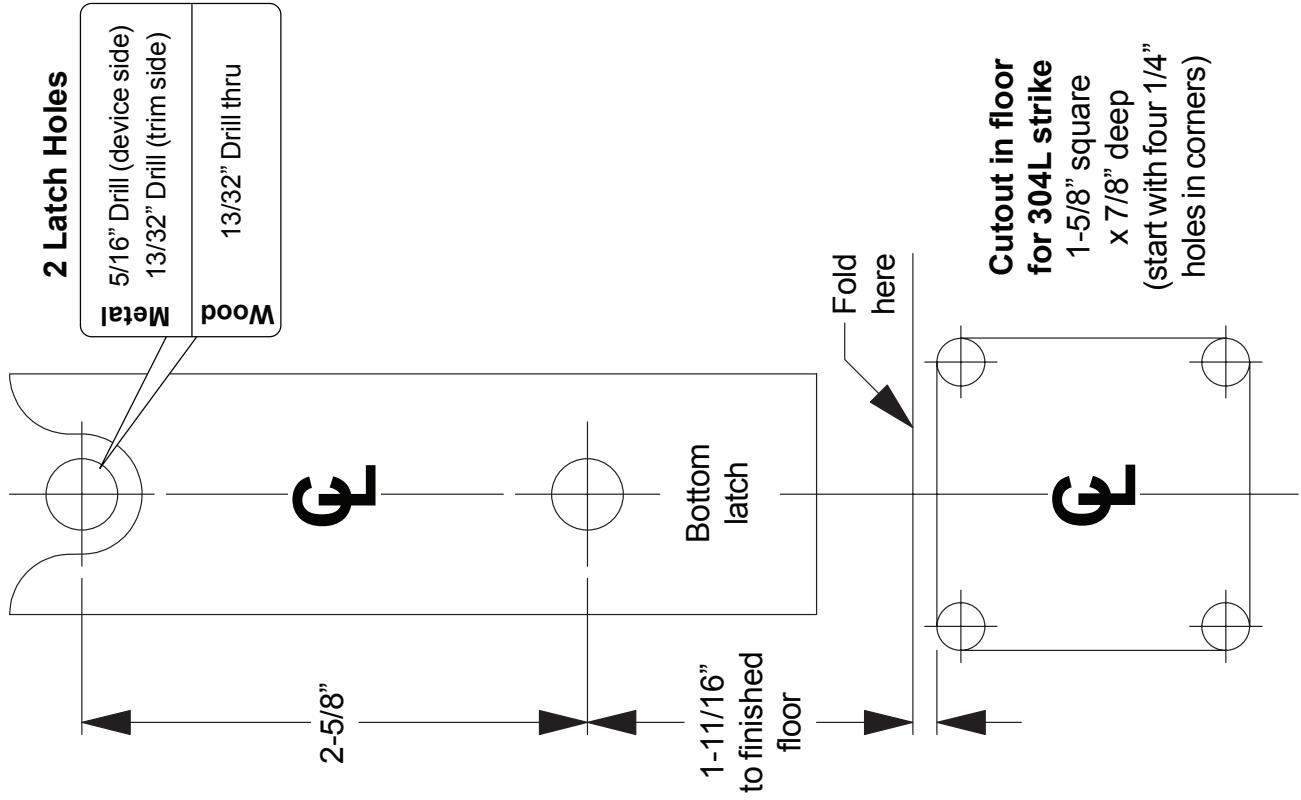 2 Latch Holes
Metal
5/16” Drill (device side)
13/32” Drill (trim side)
Wood
13/32” Drill thru
CL
2-5/8”
Bottom
latch
1-11/16”
to finished
floor
Fold
here
CL
Cutout in floor
for 304L strike
1-5/8” square
x 7/8” deep
(start with four 1/4”
holes in corners)